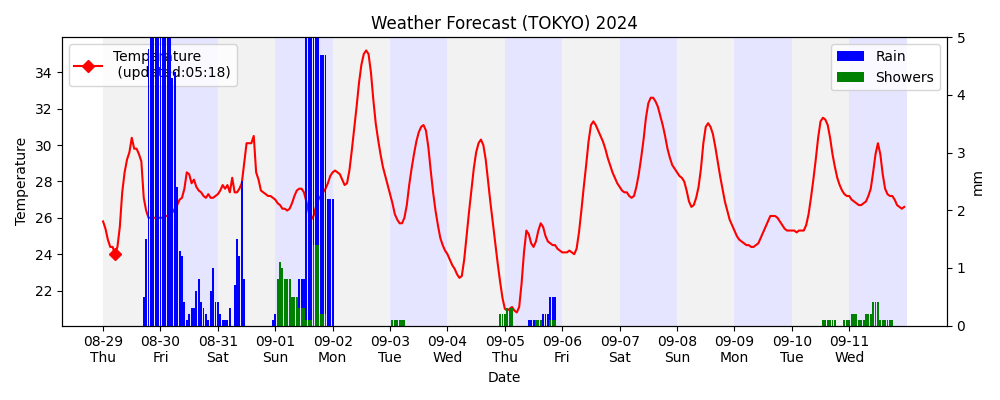 Weather Forecast (TOKYO) 2024
Temperature
(updated:05:18)
Rain
Showers
Temperature
34
32
30
28
26
24
22
5
4
3
2
1
0
mm
08-29 08-30 08-31 09-01 09-02 09-03 09-04 09-05 09-06 09-07 09-08 09-09 09-10 09-11
Thu Fri Sat Sun Mon Tue Wed Thu Fri Sat Sun Mon Tue Wed
Date